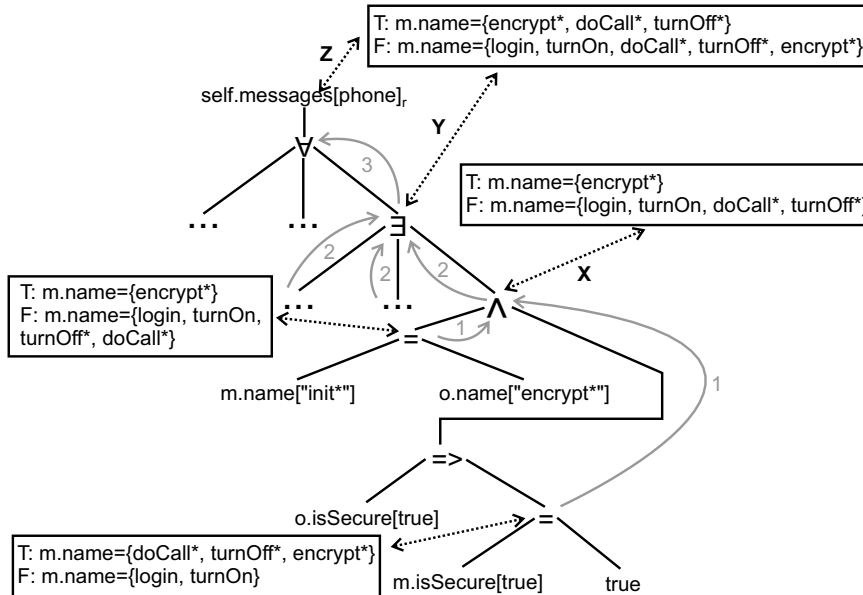 T: m.name={encrypt*, doCall*, turnOff*}
F: m.name={login, turnOn, doCall*, turnOff*, encrypt*}
Z
self.messages[phone]r
Y
∀
3
T: m.name={encrypt*}
F: m.name={login, turnOn, doCall*, turnOff*}
... ...
∃
X
2 2 2
T: m.name={encrypt*}
F: m.name={login, turnOn,
turnOff*, doCall*}
... ...
∧
= 1
1
m.name["init*"] o.name["encrypt*"]
=>
o.isSecure[true] =
T: m.name={doCall*, turnOff*, encrypt*}
F: m.name={login, turnOn}
m.isSecure[true] true